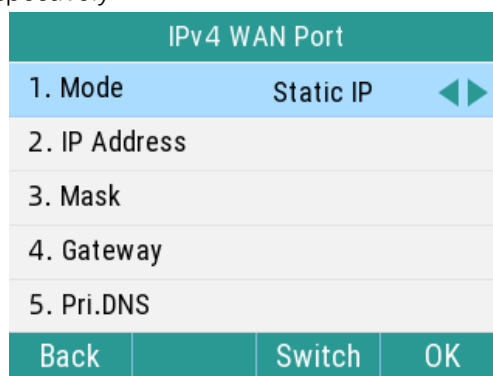 IPv4 WAN Port
1. Mode Static IP
2. IP Address
3. Mask
4. Gateway
5. Pri.DNS
Back Switch OK